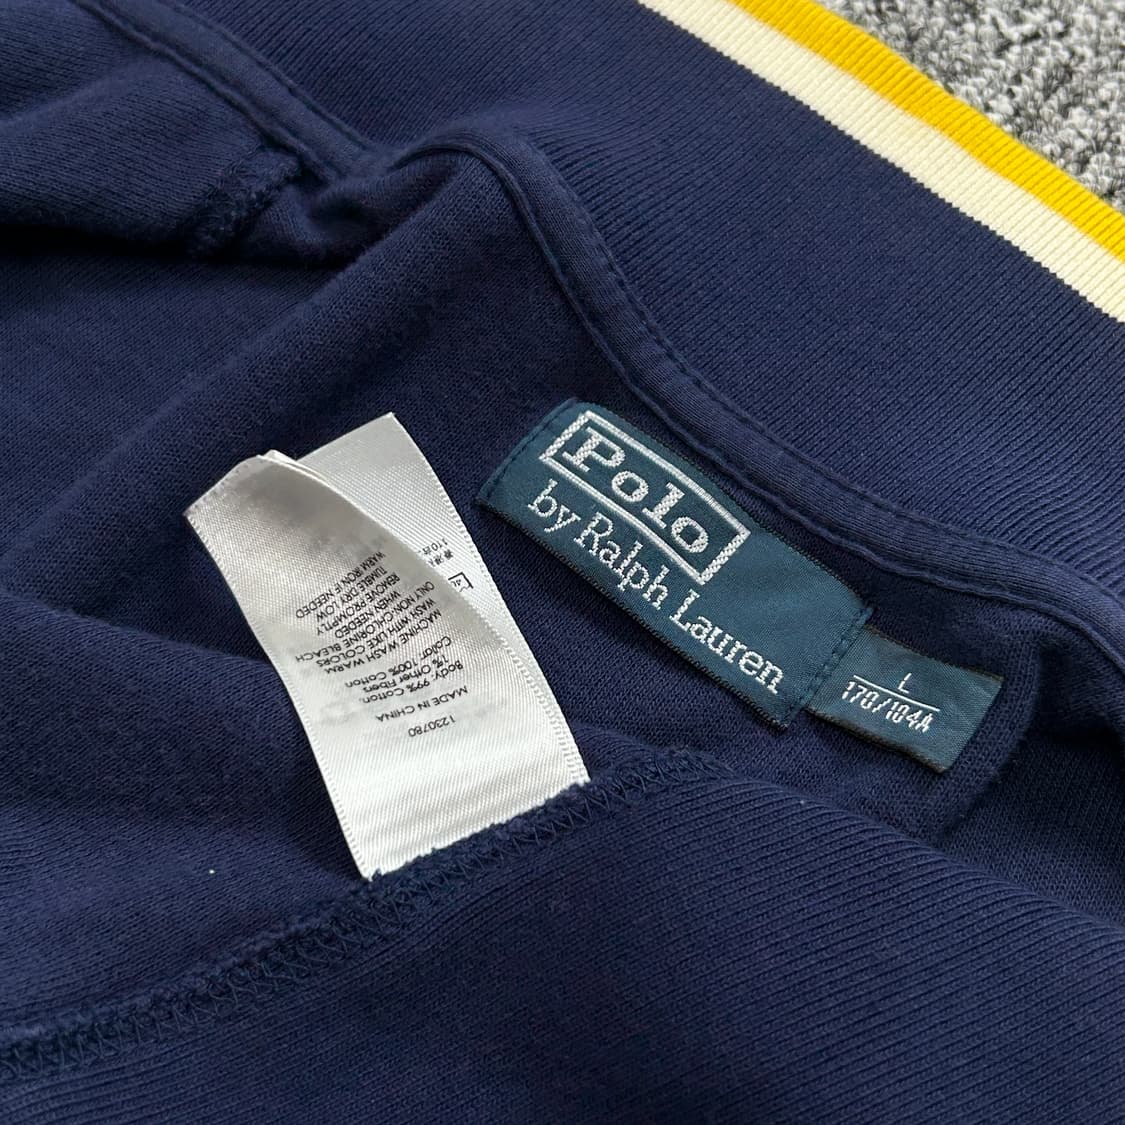 Polo
by Ralph Lauren
L
170/104A
1230780
MADE IN CHINA
Body: 99% Cotton.
1% Other Fiber.
Collar: 100% Cotton.
MACHINE WASH WARM
WASH WITH LIKE COLORS
ONLY NON-CHLORINE BLEACH
WHEN NEEDED
REMOVE PROMPTLY
TUMBLE DRY LOW
WARM IRON IF NEEDED